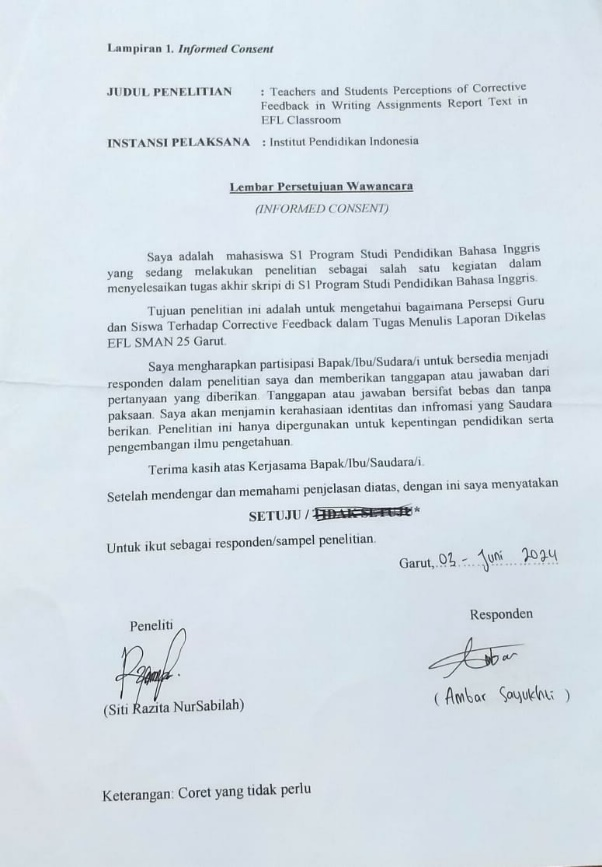 Lampiran 1. Informed Consent
JUDUL PENELITIAN : Teachers and Students Perceptions of Corrective
Feedback in Writing Assignments Report Text in
EFL Classroom
INSTANSI PELAKSANA : Institut Pendidikan Indonesia
Lembar Persetujuan Wawancara
(INFORMED CONSENT)
Saya adalah mahasiswa S1 Program Studi Pendidikan Bahasa Inggris
yang sedang melakukan penelitian sebagai salah satu kegiatan dalam
menyelesaikan tugas akhir skripi di S1 Program Studi Pendidikan Bahasa Inggris.
Tujuan penelitian ini adalah untuk mengetahui bagaimana Persepsi Guru
dan Siswa Terhadap Corrective Feedback dalam Tugas Menulis Laporan Dikelas
EFL SMAN 25 Garut.
Saya mengharapkan partisipasi Bapak/Ibu/Sudara/i untuk bersedia menjadi
responden dalam penelitian saya dan memberikan tanggapan atau jawaban dari
pertanyaan yang diberikan. Tanggapan atau jawaban bersifat bebas dan tanpa
paksaan. Saya akan menjamin kerahasiaan identitas dan infromasi yang Saudara
berikan. Penelitian ini hanya dipergunakan untuk kepentingan pendidikan serta
pengembangan ilmu pengetahuan.
Terima kasih atas Kerjasama Bapak/Ibu/Saudara/i.
Setelah mendengar dan memahami penjelasan diatas, dengan ini saya menyatakan
SETUJU / TIDAK SETUJU *
Untuk ikut sebagai responden/sampel penelitian.
Garut, 03 - Juni 2024
Peneliti
Responden
(Siti Razita NurSabilah)
(Ambar Sayukhti)
Keterangan: Coret yang tidak perlu